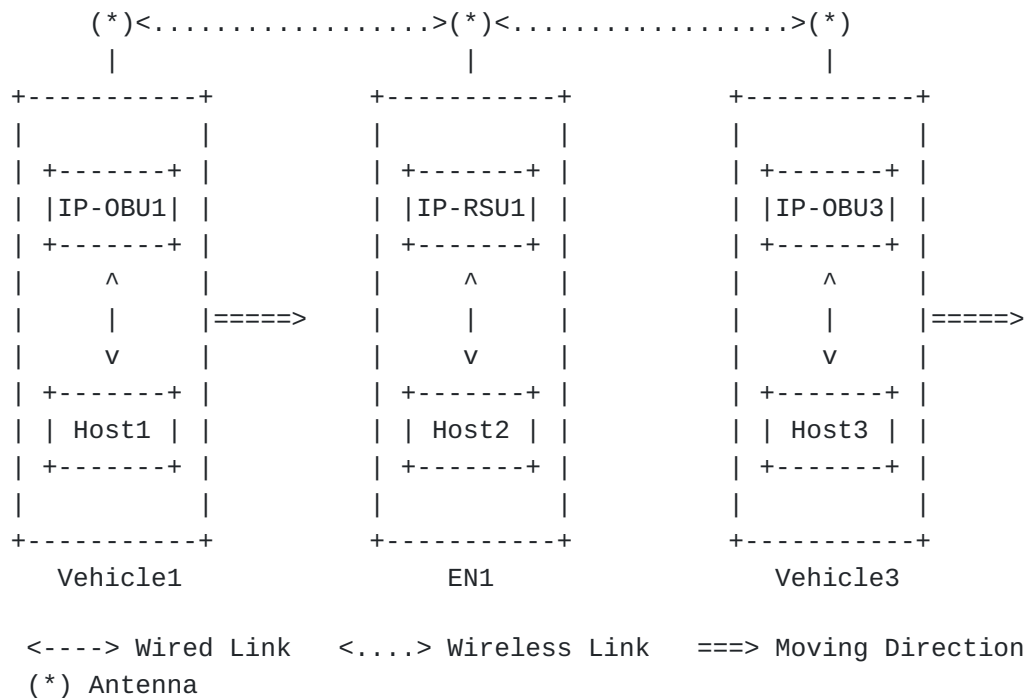 (*)<..................>(*)<..................>(*)
IP-OBU1 IP-RSU1 IP-OBU3
=====> =====>
Host1 Host2 Host3
Vehicle1 EN1 Vehicle3
<----> Wired Link <....> Wireless Link ===> Moving Direction
(*) Antenna